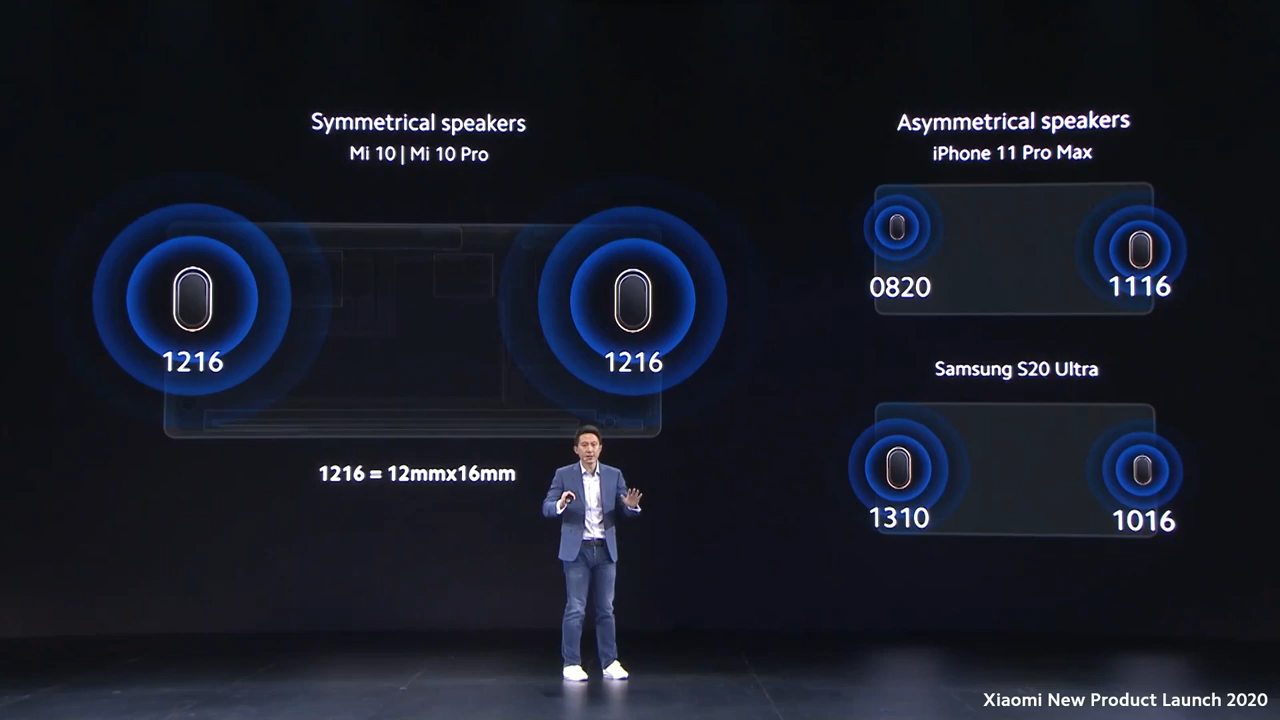 Symmetrical speakers
Mi 10 | Mi 10 Pro
1216
1216
1216 = 12mmx16mm
Asymmetrical speakers
iPhone 11 Pro Max
0820
1116
Samsung S20 Ultra
1310
1016
Xiaomi New Product Launch 2020